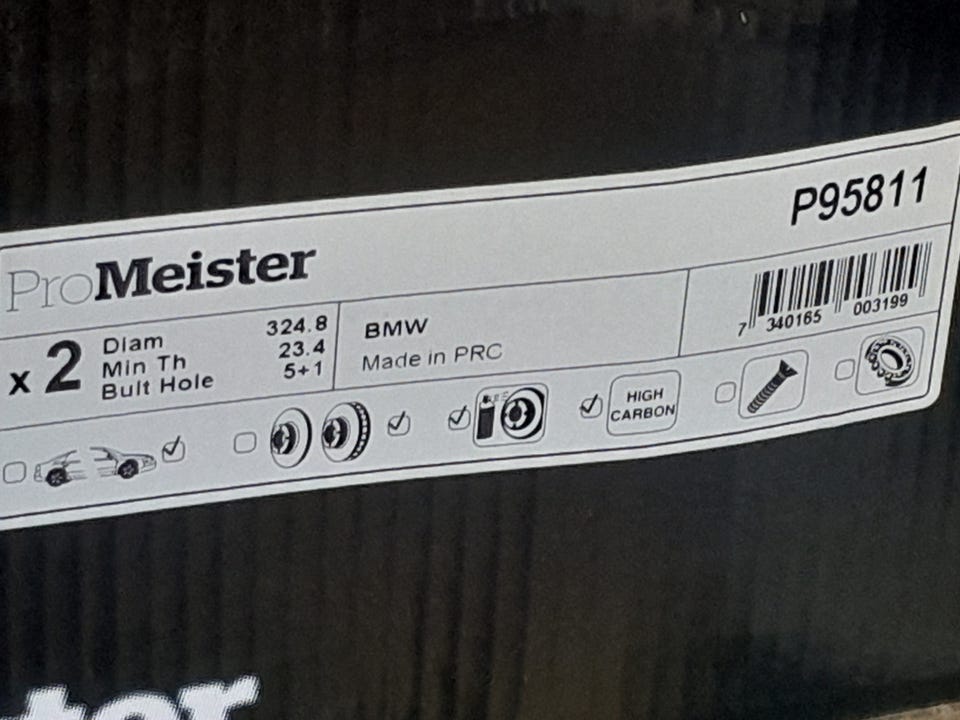 P95811
ProMeister
x 2
Diam 324.8
Min Th 23.4
Bult Hole 5+1
BMW
Made in PRC
7 340165 003199
HIGH
CARBON